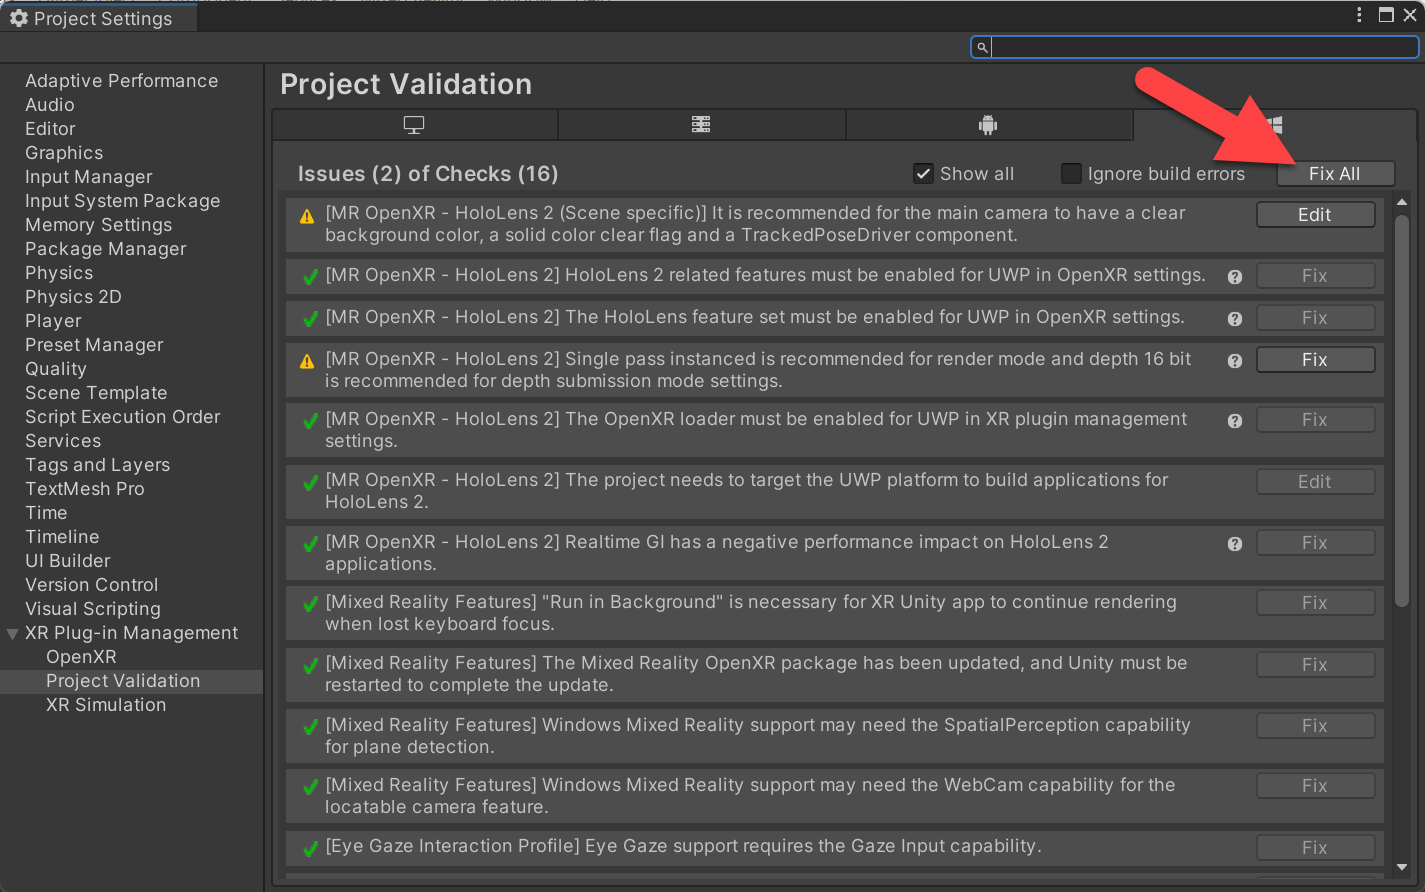 Project Settings
Adaptive Performance
Audio
Editor
Graphics
Input Manager
Input System Package
Memory Settings
Package Manager
Physics
Physics 2D
Player
Preset Manager
Quality
Scene Template
Script Execution Order
Services
Tags and Layers
TextMesh Pro
Time
Timeline
UI Builder
Version Control
Visual Scripting
XR Plug-in Management
OpenXR
Project Validation
XR Simulation
Project Validation
Issues (2) of Checks (16)
Show all
Ignore build errors
Fix All
[MR OpenXR - HoloLens 2 (Scene specific)] It is recommended for the main camera to have a clear
background color, a solid color clear flag and a TrackedPoseDriver component.
Edit
[MR OpenXR - HoloLens 2] HoloLens 2 related features must be enabled for UWP in OpenXR settings.
Fix
[MR OpenXR - HoloLens 2] The HoloLens feature set must be enabled for UWP in OpenXR settings.
Fix
[MR OpenXR - HoloLens 2] Single pass instanced is recommended for render mode and depth 16 bit
is recommended for depth submission mode settings.
Fix
[MR OpenXR - HoloLens 2] The OpenXR loader must be enabled for UWP in XR plugin management
settings.
Fix
[MR OpenXR - HoloLens 2] The project needs to target the UWP platform to build applications for
HoloLens 2.
Edit
[MR OpenXR - HoloLens 2] Realtime GI has a negative performance impact on HoloLens 2
applications.
Fix
[Mixed Reality Features] "Run in Background" is necessary for XR Unity app to continue rendering
when lost keyboard focus.
Fix
[Mixed Reality Features] The Mixed Reality OpenXR package has been updated, and Unity must be
restarted to complete the update.
Fix
[Mixed Reality Features] Windows Mixed Reality support may need the SpatialPerception capability
for plane detection.
Fix
[Mixed Reality Features] Windows Mixed Reality support may need the WebCam capability for the
locatable camera feature.
Fix
[Eye Gaze Interaction Profile] Eye Gaze support requires the Gaze Input capability.
Fix